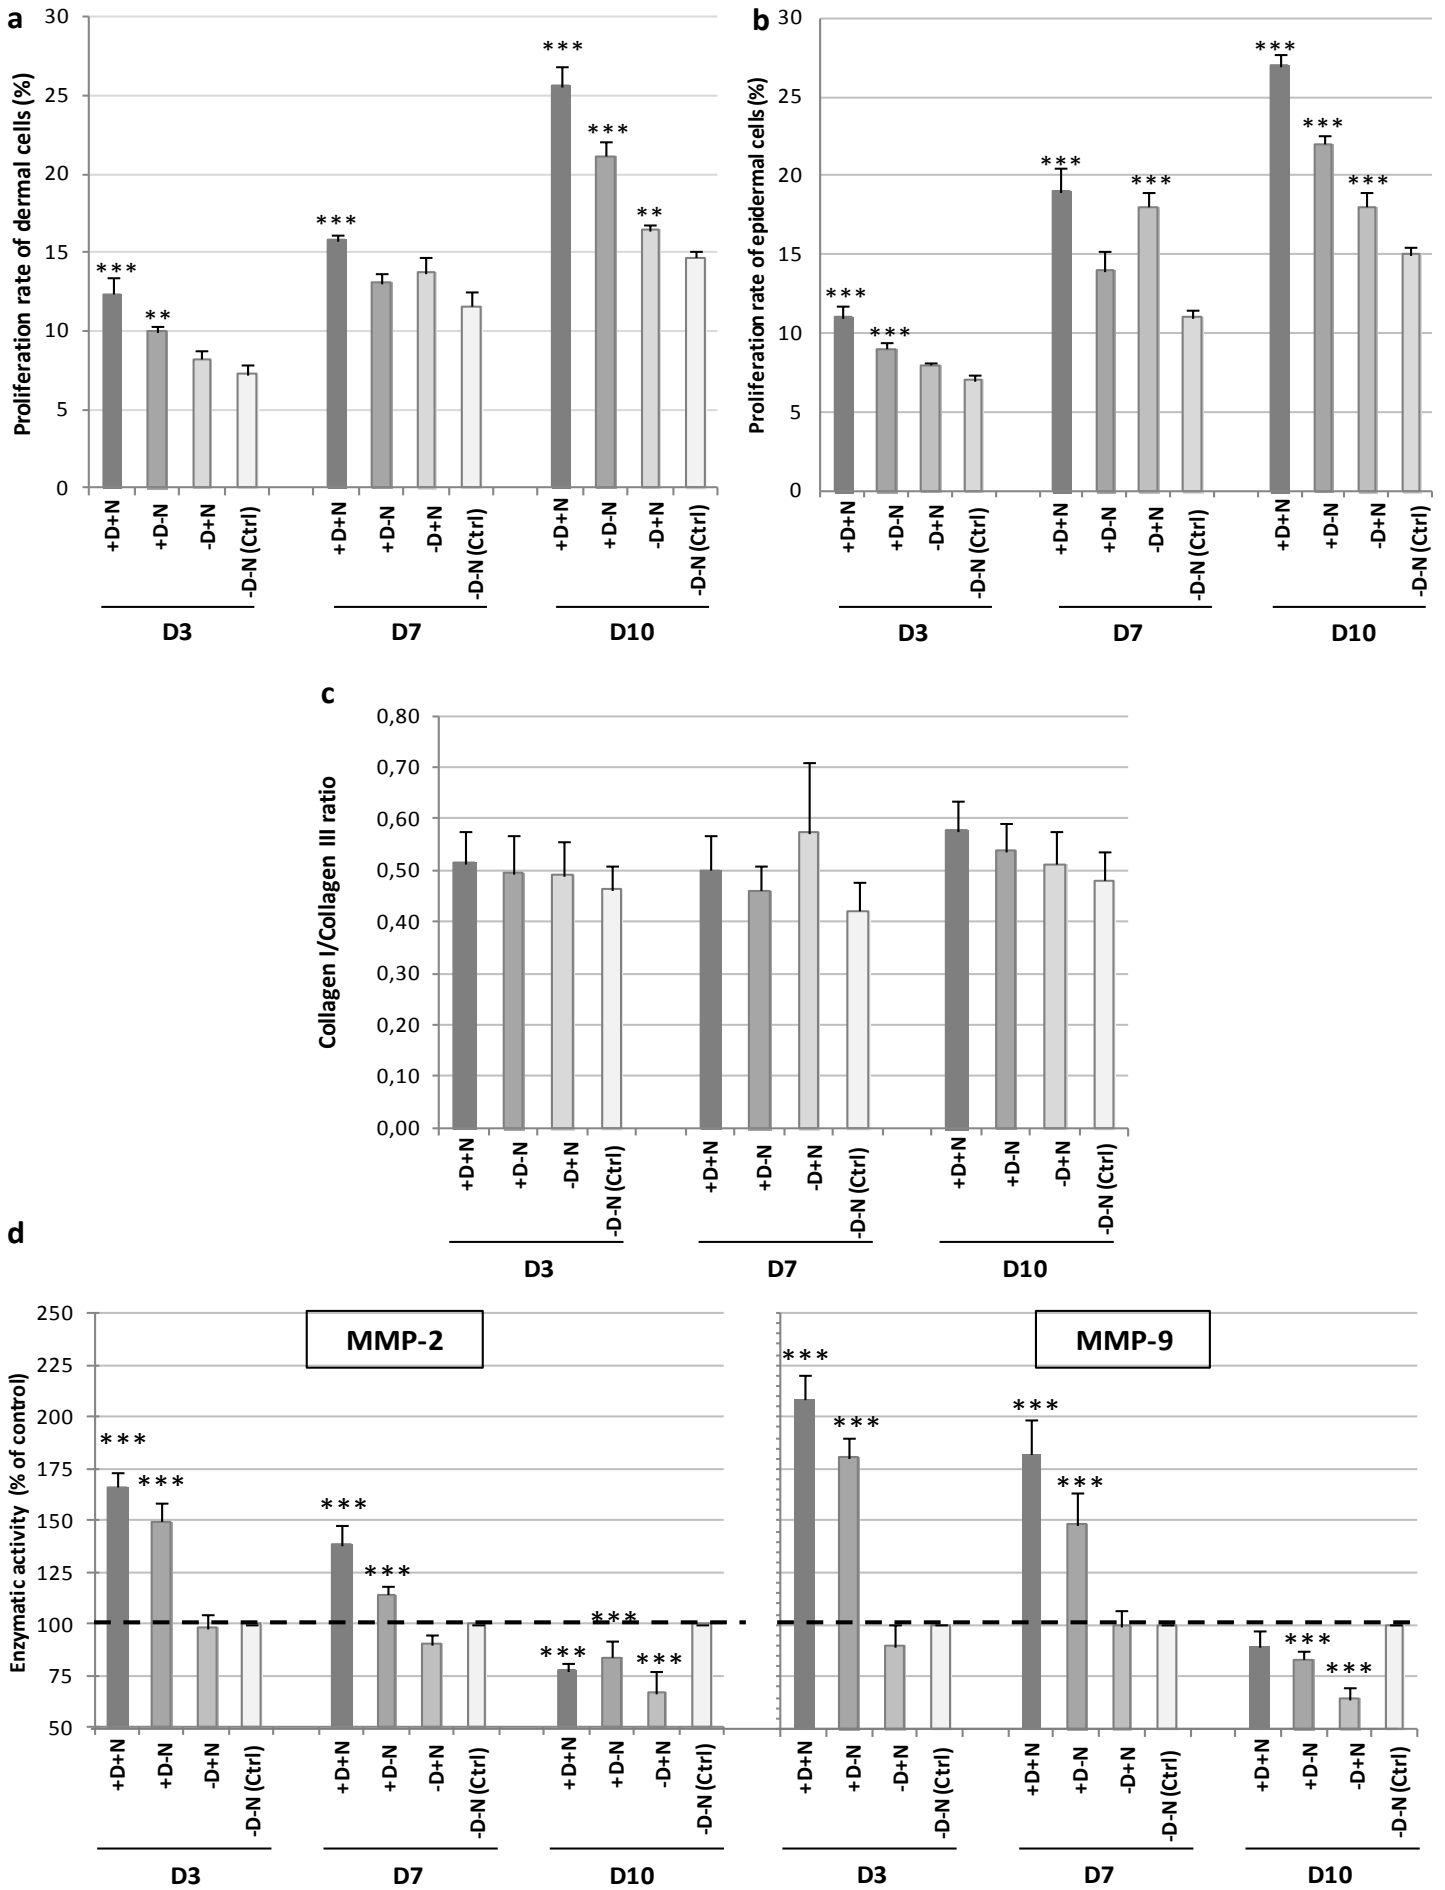 a
Proliferation rate of dermal cells (%)
30
25
20
15
10
5
0
***
**
***
***
***
**
+D+N
+D-N
-D+N
-D-N (Ctrl)
+D+N
+D-N
-D+N
-D-N (Ctrl)
+D+N
+D-N
-D+N
-D-N (Ctrl)
D3
D7
D10
b
Proliferation rate of epidermal cells (%)
30
25
20
15
10
5
0
***
***
***
***
***
***
***
+D+N
+D-N
-D+N
-D-N (Ctrl)
+D+N
+D-N
-D+N
-D-N (Ctrl)
+D+N
+D-N
-D+N
-D-N (Ctrl)
D3
D7
D10
c
Collagen I/Collagen III ratio
0,80
0,70
0,60
0,50
0,40
0,30
0,20
0,10
0,00
+D+N
+D-N
-D+N
-D-N (Ctrl)
+D+N
+D-N
-D+N
-D-N (Ctrl)
+D+N
+D-N
-D+N
-D-N (Ctrl)
D3
D7
D10
d
Enzymatic activity (% of control)
250
225
200
175
150
125
100
75
50
MMP-2
***
***
***
***
***
***
***
+D+N
+D-N
-D+N
-D-N (Ctrl)
+D+N
+D-N
-D+N
-D-N (Ctrl)
+D+N
+D-N
-D+N
-D-N (Ctrl)
D3
D7
D10
MMP-9
***
***
***
***
***
***
+D+N
+D-N
-D+N
-D-N (Ctrl)
+D+N
+D-N
-D+N
-D-N (Ctrl)
+D+N
+D-N
-D+N
-D-N (Ctrl)
D3
D7
D10